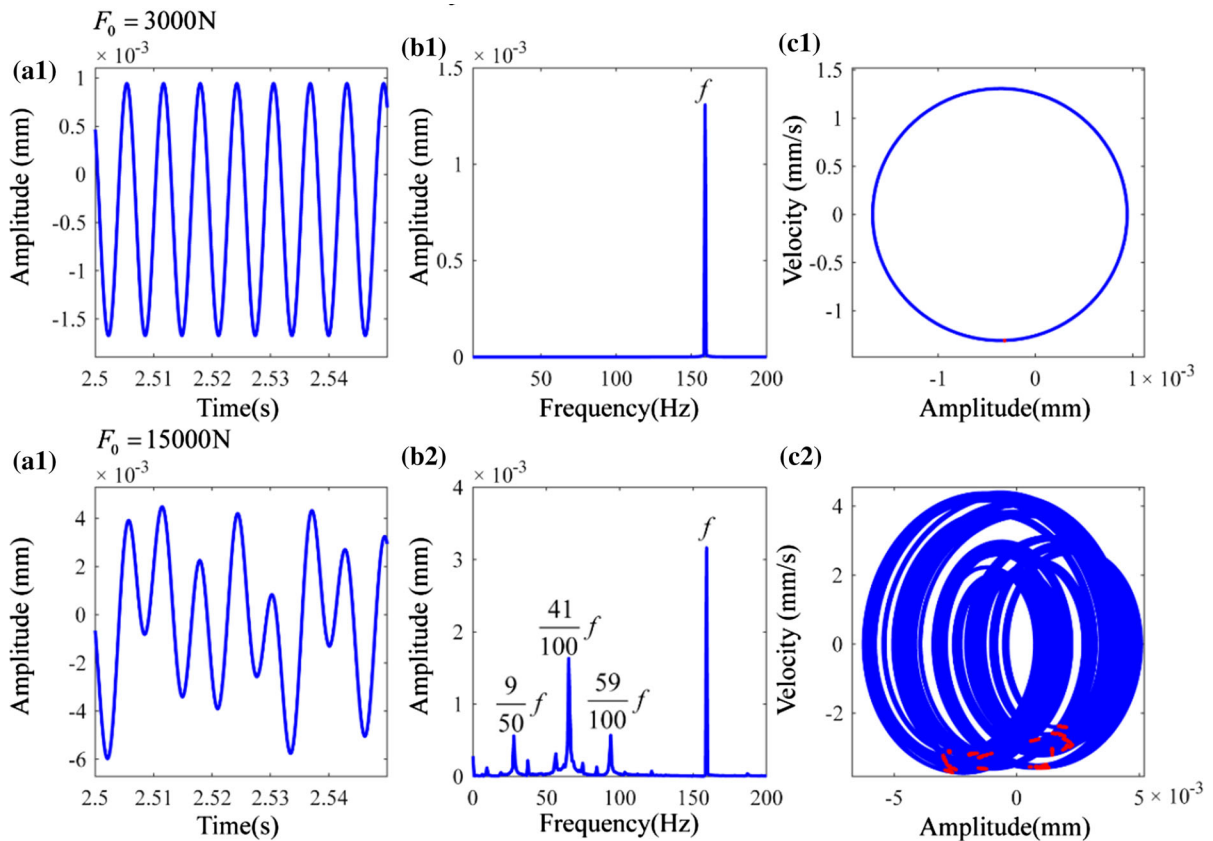 F₀ = 3000N
(a1)
× 10⁻³
Amplitude (mm)
1
0.5
0
-0.5
-1
-1.5
2.5 2.51 2.52 2.53 2.54
Time(s)
(b1)
× 10⁻³
Amplitude (mm)
1.5
1
0.5
0
f
50 100 150 200
Frequency(Hz)
(c1)
Velocity (mm/s)
1.5
1
0.5
0
-0.5
-1
-1 0 1 × 10⁻³
Amplitude(mm)
F₀ = 15000N
(a1)
× 10⁻³
Amplitude (mm)
4
2
0
-2
-4
-6
2.5 2.51 2.52 2.53 2.54
Time(s)
(b2)
× 10⁻³
Amplitude (mm)
4
3
2
1
0
9/50 f
41/100 f
59/100 f
f
0 50 100 150 200
Frequency(Hz)
(c2)
Velocity (mm/s)
4
2
0
-2
-5 0 5 × 10⁻³
Amplitude(mm)